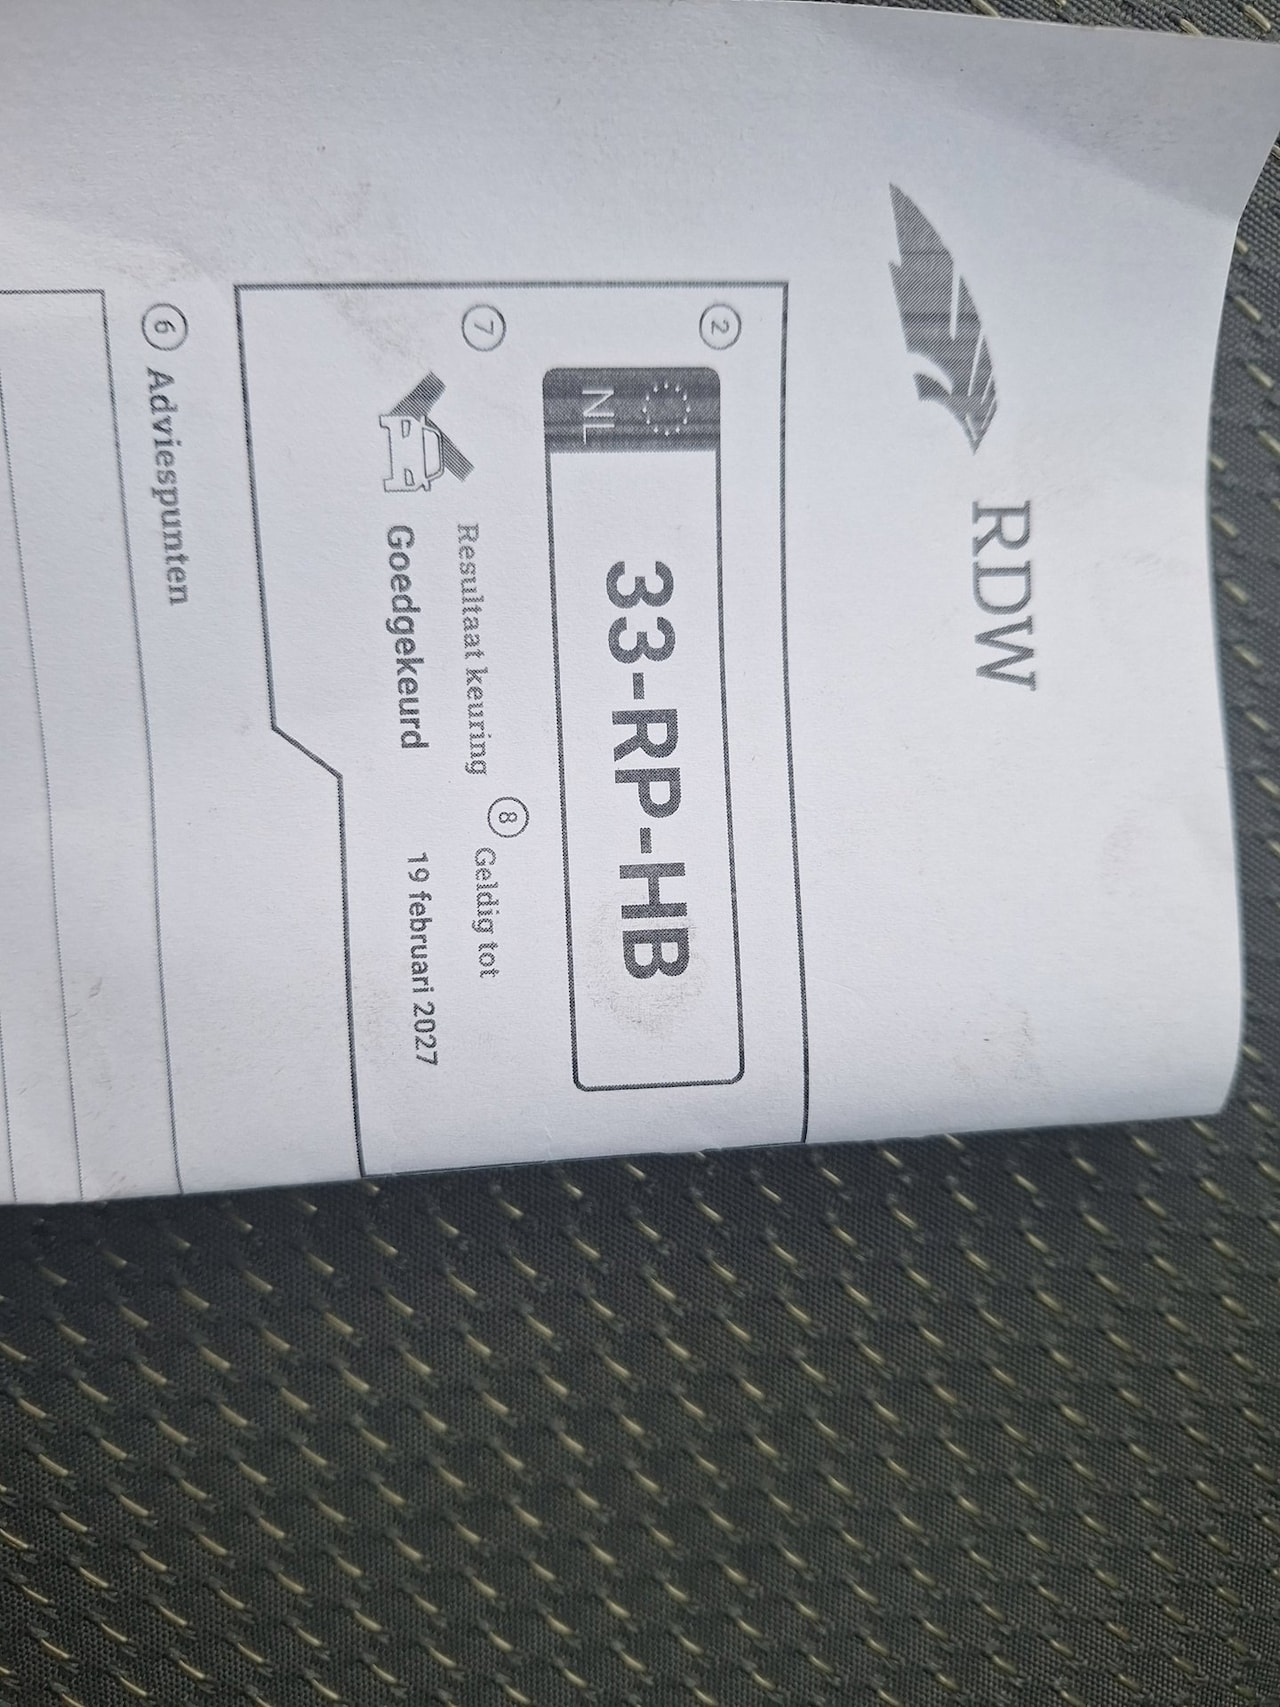 RDW
2
NL 33-RP-HB
7 Resultaat keuring 8 Geldig tot
Goedgekeurd 19 februari 2027
6 Adviespunten